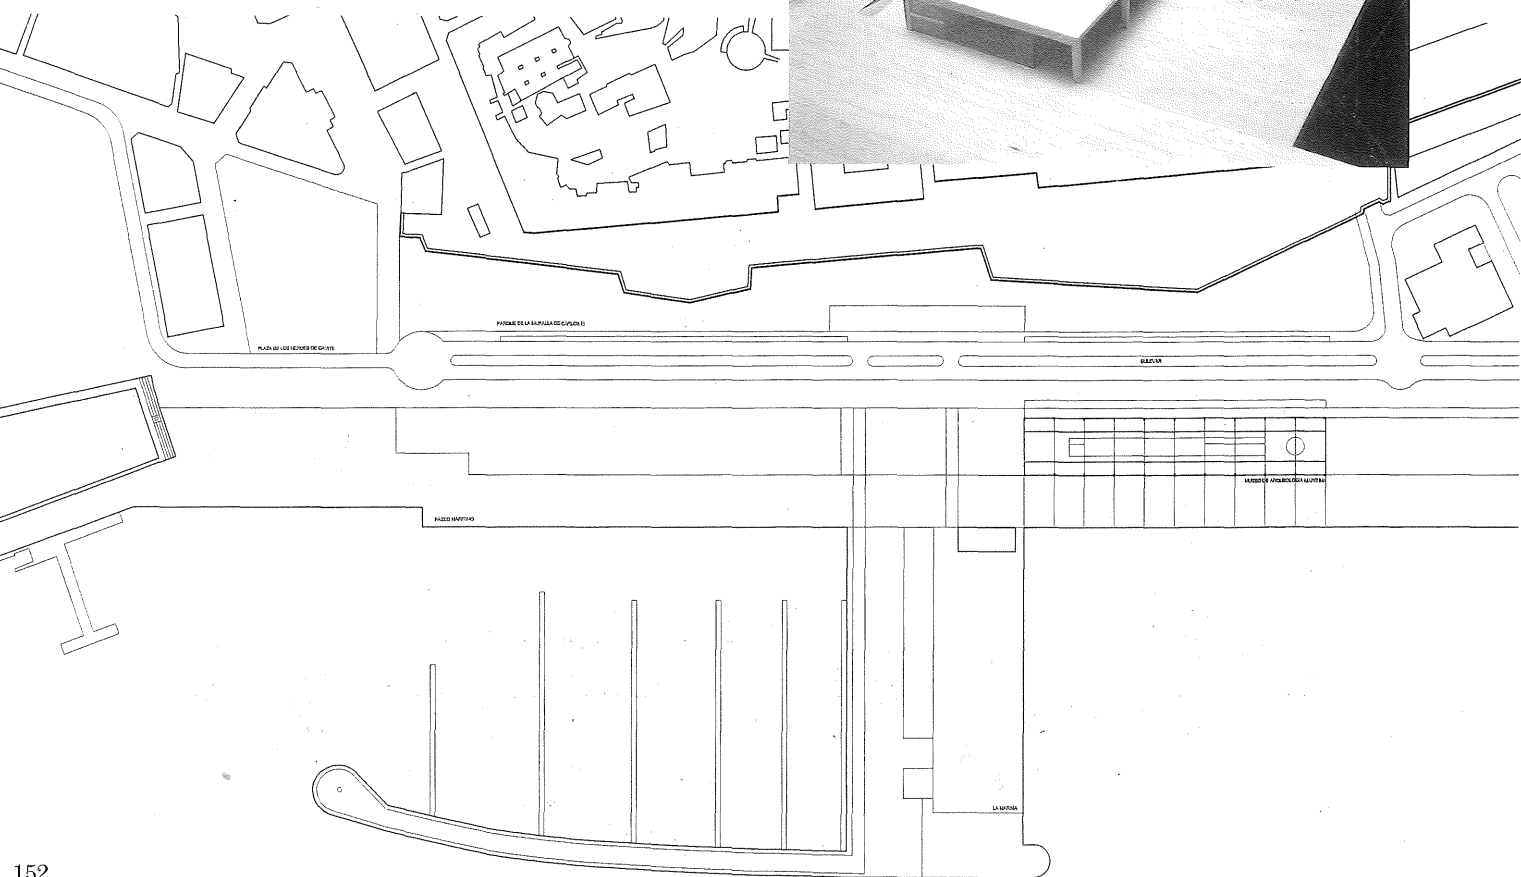 PARQUE DE LA MURALLA DE CARLOS III
PLAZA DE LOS HEROES DE CAVITE
BULEVAR
MUSEO DE ARQUEOLOGIA MARITIMA
PASEO MARITIMO
LA MARINA
152